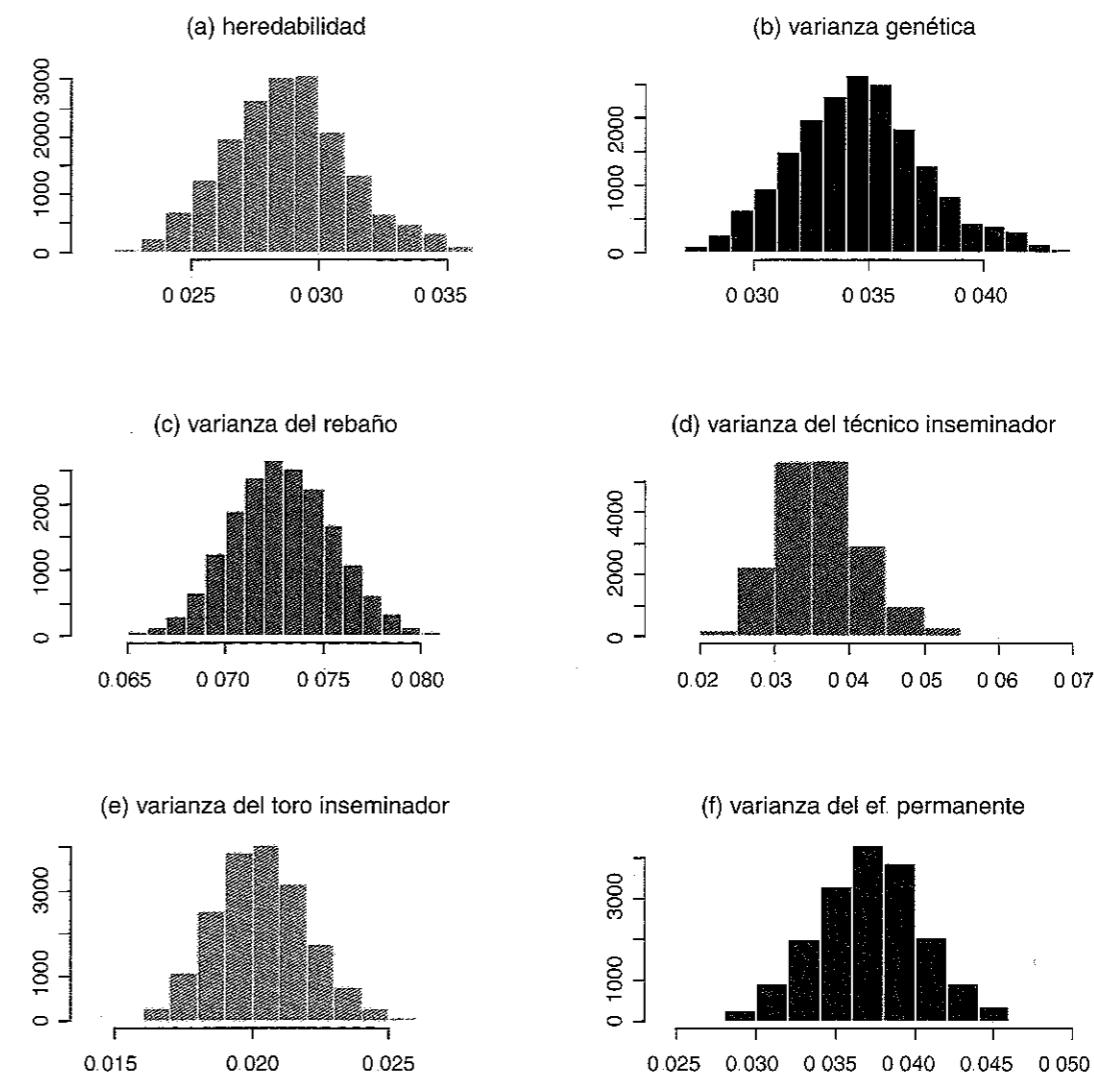 (a) heredabilidad
0 1000 2000 3000
0 025 0 030 0 035
(b) varianza genética
0 1000 2000
0 030 0 035 0 040
(c) varianza del rebaño
0 1000 2000
0.065 0 070 0 075 0 080
(d) varianza del técnico inseminador
0 2000 4000
0.02 0.03 0 04 0 05 0 06 0 07
(e) varianza del toro inseminador
0 1000 3000
0.015 0.020 0.025
(f) varianza del ef. permanente
0 1000 3000
0.025 0.030 0.035 0 040 0.045 0 050